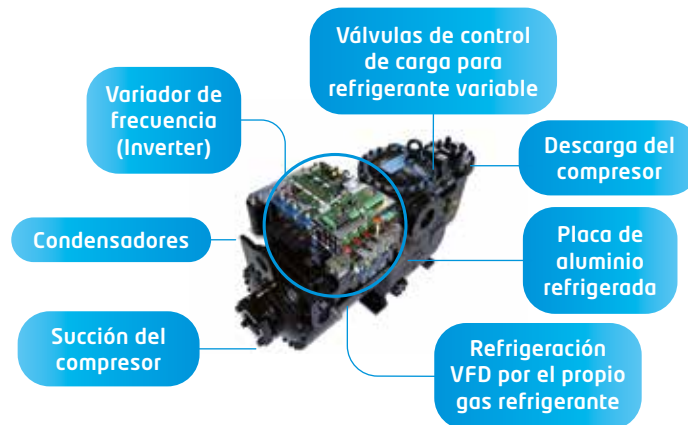 Válvulas de control
de carga para
refrigerante variable
Variador de
frecuencia
(Inverter)
Descarga del
compresor
Condensadores
Placa de
aluminio
refrigerada
Succión del
compresor
Refrigeración
VFD por el propio
gas refrigerante